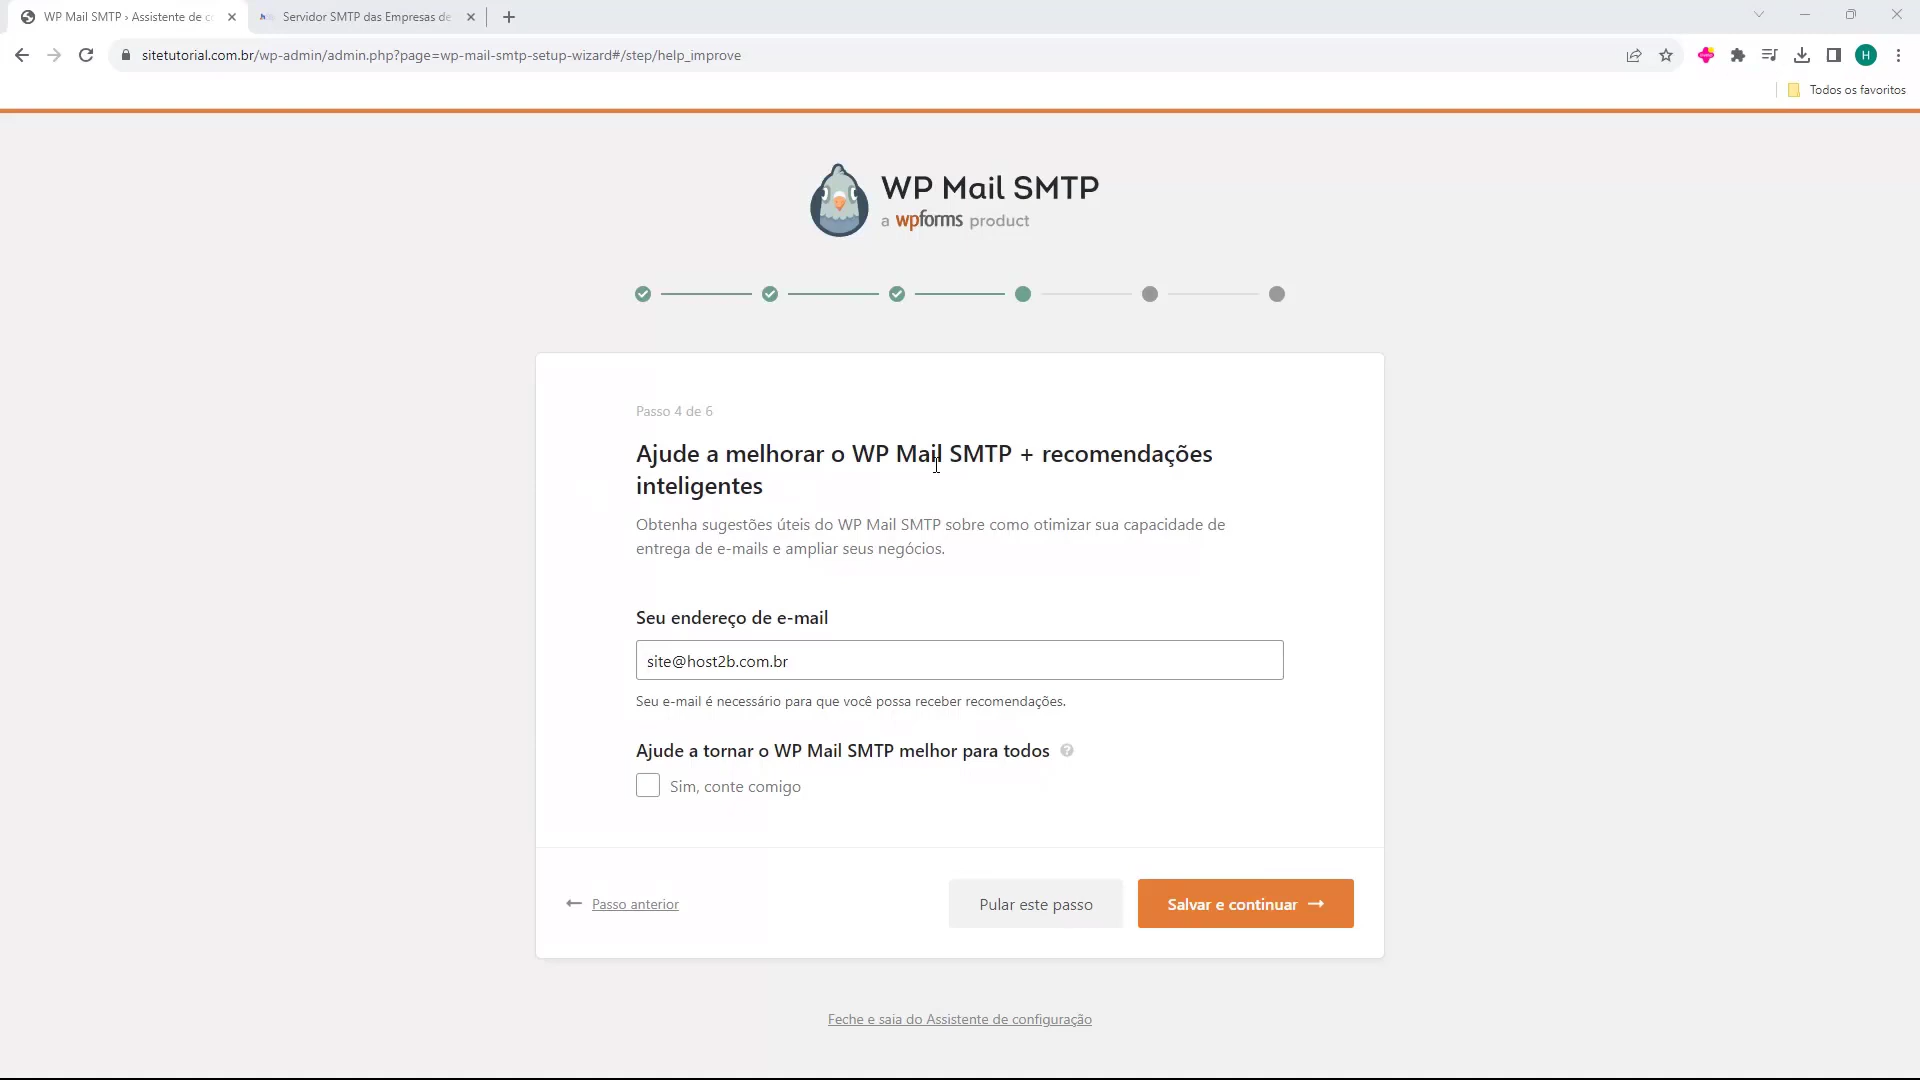 WP Mail SMTP › Assistente de c
Servidor SMTP das Empresas de
sitetutorial.com.br/wp-admin/admin.php?page=wp-mail-smtp-setup-wizard#/step/help_improve
H
Todos os favoritos
WP Mail SMTP
a wpforms product
Passo 4 de 6
Ajude a melhorar o WP Mail SMTP + recomendações
inteligentes
Obtenha sugestões úteis do WP Mail SMTP sobre como otimizar sua capacidade de
entrega de e-mails e ampliar seus negócios.
Seu endereço de e-mail
site@host2b.com.br
Seu e-mail é necessário para que você possa receber recomendações.
Ajude a tornar o WP Mail SMTP melhor para todos ?
Sim, conte comigo
← Passo anterior
Pular este passo
Salvar e continuar →
Feche e saia do Assistente de configuração